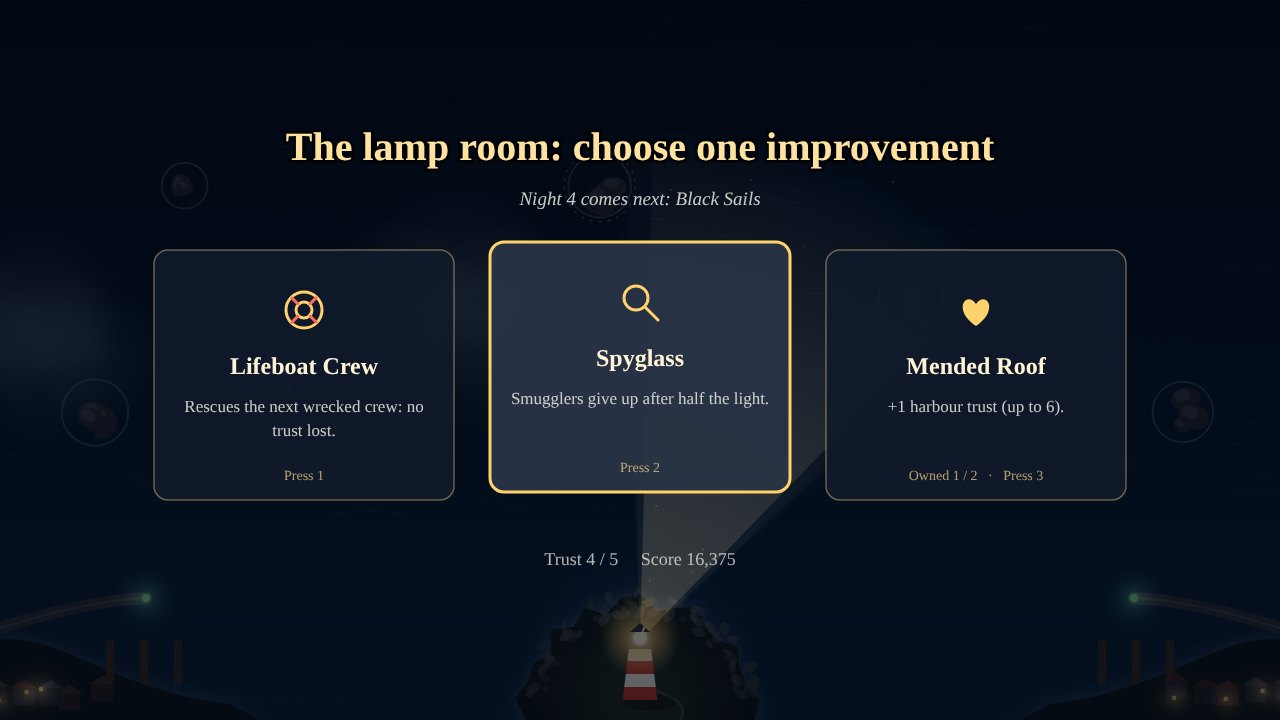 The lamp room: choose one improvement
Night 4 comes next: Black Sails
Lifeboat Crew
Rescues the next wrecked crew: no
trust lost.
Press 1
Spyglass
Smugglers give up after half the light.
Press 2
Mended Roof
+1 harbour trust (up to 6).
Owned 1 / 2 · Press 3
Trust 4 / 5 Score 16,375